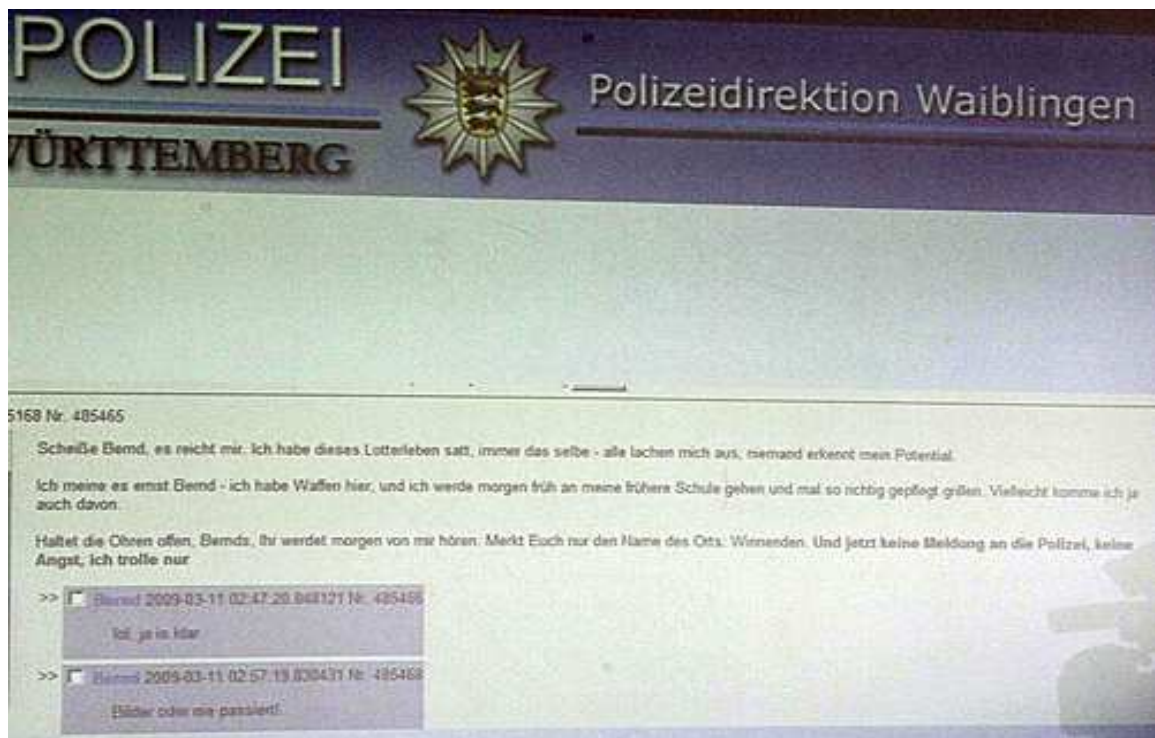 POLIZEI
Polizeidirektion Waiblingen
WÜRTTEMBERG
5168 Nr. 485465
Scheiße Bernd, es reicht mir. Ich habe dieses Lotterleben satt, immer das selbe - alle lachen mich aus, niemand erkennt mein Potential.
Ich meine es ernst Bernd - ich habe Waffen hier, und ich werde morgen früh an meine frühere Schule gehen und mal so richtig gepflegt grillen. Vielleicht komme ich ja
auch davon.
Haltet die Ohren offen, Bernds, Ihr werdet morgen von mir hören. Merkt Euch nur den Name des Orts: Winnenden. Und jetzt keine Meldung an die Polizei, keine
Angst, ich trolle nur
>> Bernd 2009-03-11 02:47:20.848121 Nr. 485466
lol, ja is klar
>> Bernd 2009-03-11 02:57:19.830431 Nr. 485468
Bilder oder nie passiert!